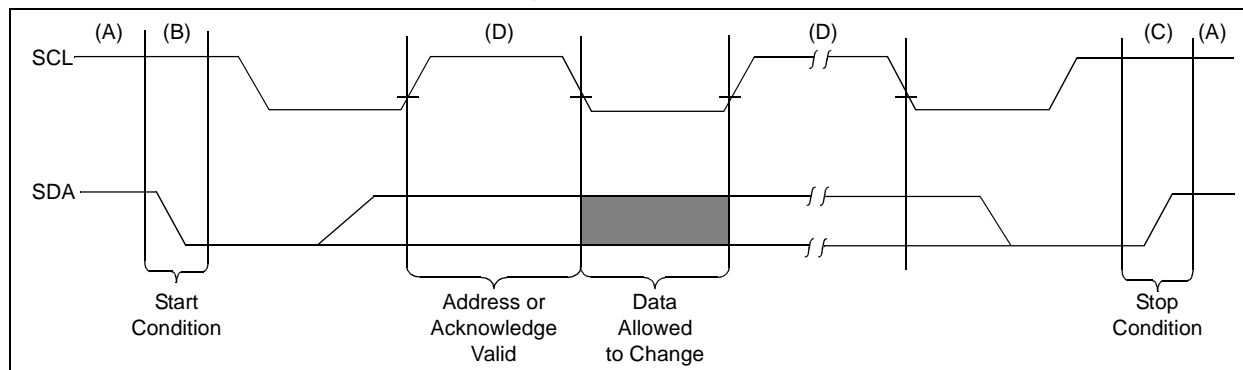 (A) (B) (D) (D) (C) (A)
SCL
SDA
Start
Condition
Address or
Acknowledge
Valid
Data
Allowed
to Change
Stop
Condition